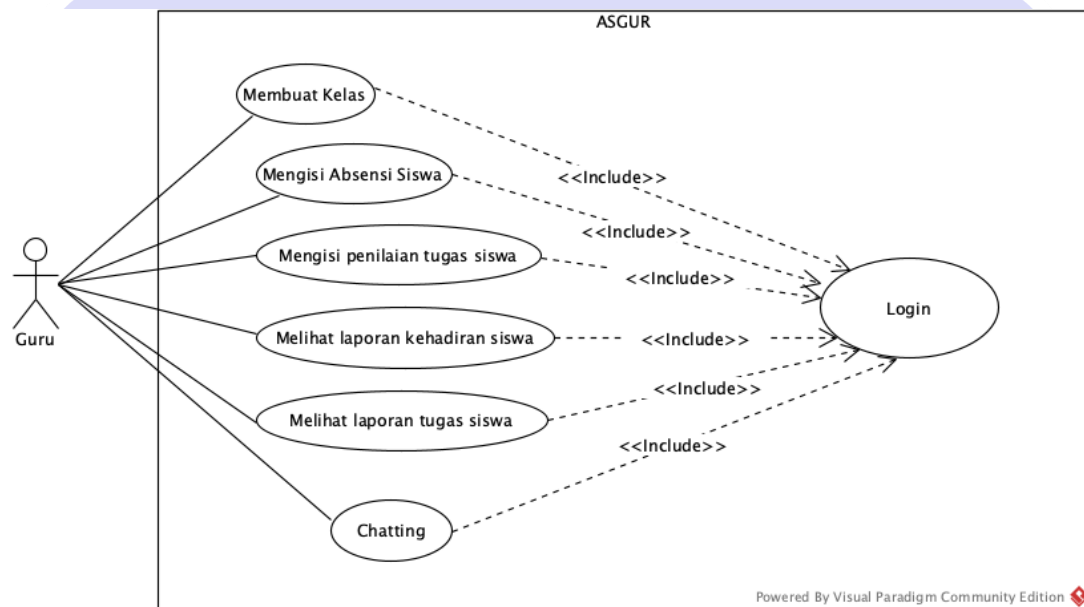 ASGUR
Membuat Kelas
<<Include>>
Mengisi Absensi Siswa
<<Include>>
Mengisi penilaian tugas siswa
<<Include>>
Login
Guru
Melihat laporan kehadiran siswa
<<Include>>
Melihat laporan tugas siswa
<<Include>>
<<Include>>
Chatting
Powered By Visual Paradigm Community Edition